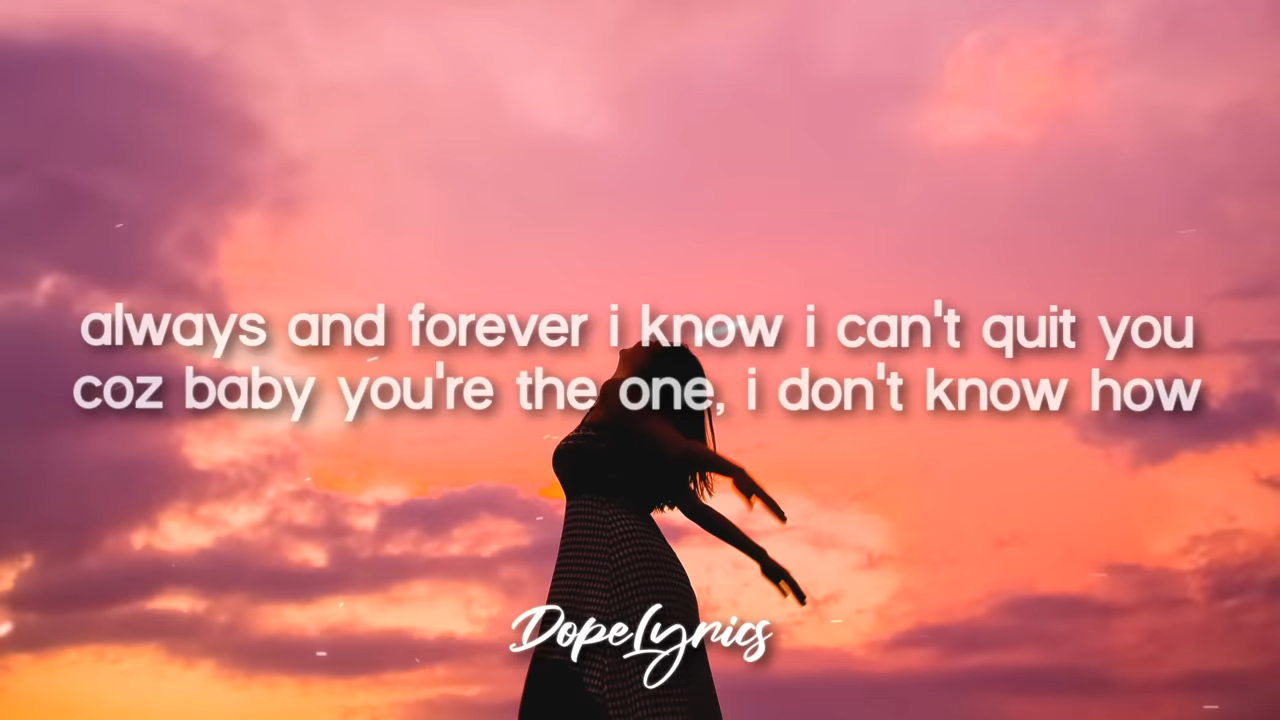 always and forever i know i can't quit you
coz baby you're the one, i don't know how
DopeLyrics